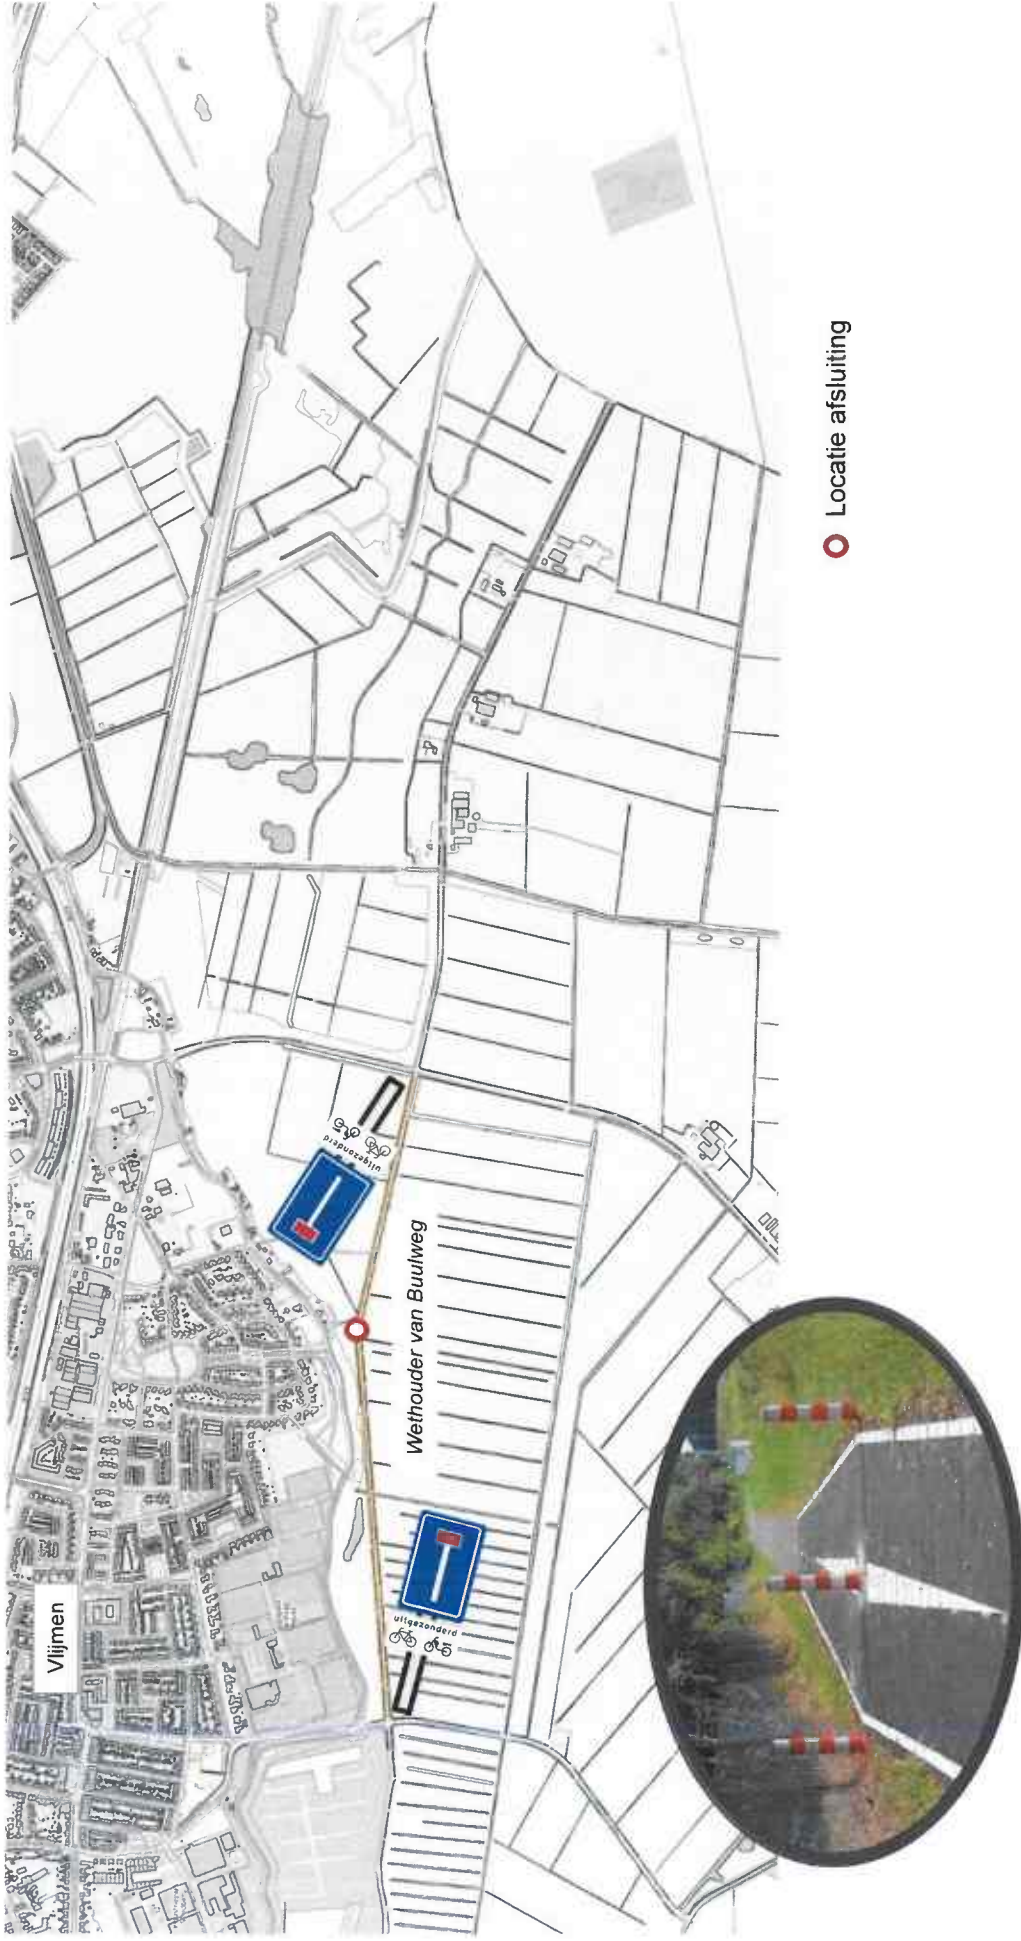 Vlijmen
uitgezonderd
Wethouder van Buulweg
uitgezonderd
Locatie afsluiting